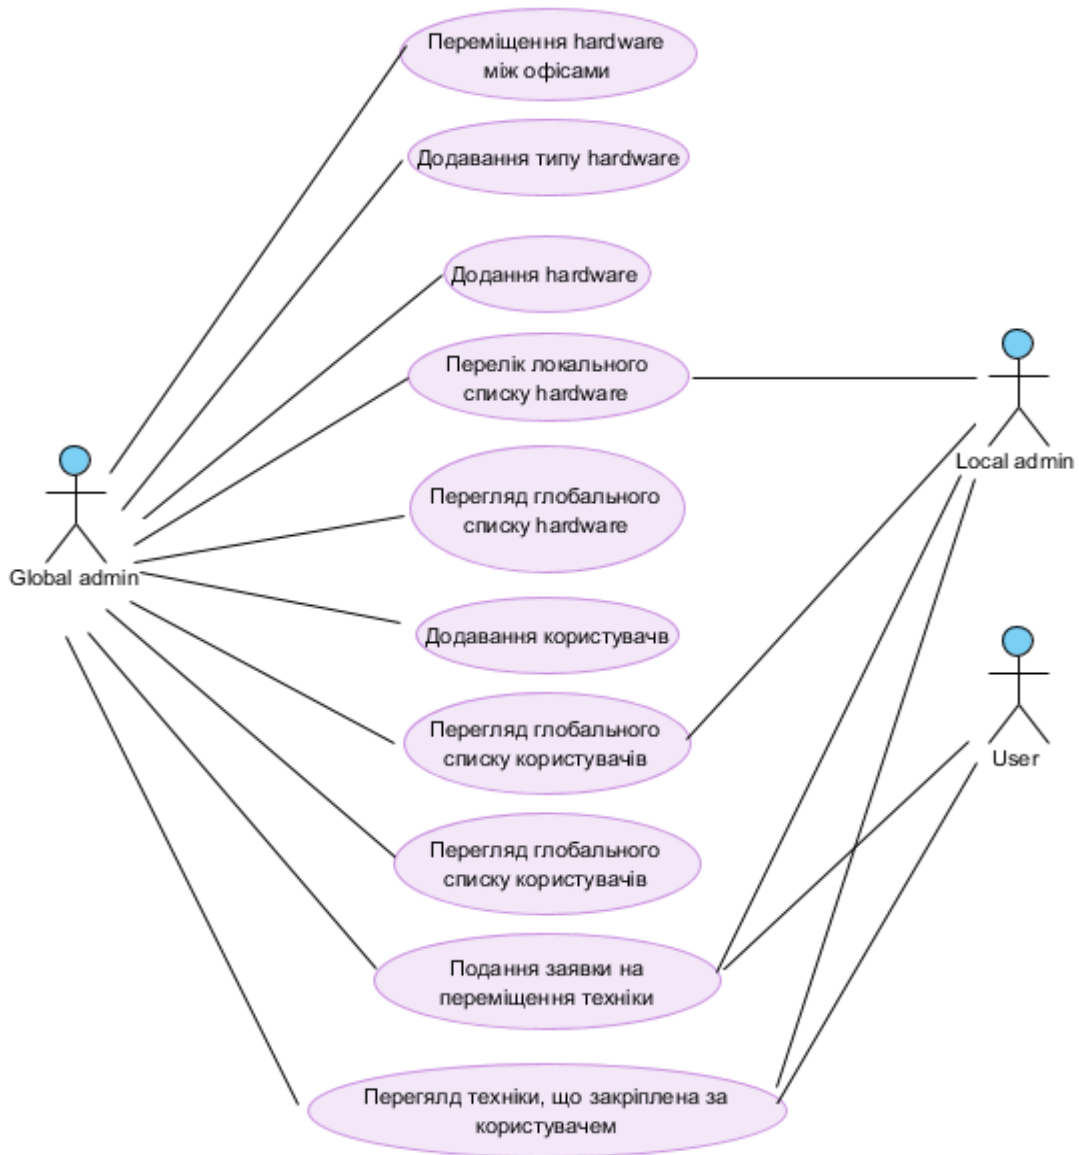 Переміщення hardware
між офісами
Додавання типу hardware
Додання hardware
Перелік локального
списку hardware
Local admin
Перегляд глобального
списку hardware
Global admin
Додавання користувачв
Перегляд глобального
списку користувачів
User
Перегляд глобального
списку користувачів
Подання заявки на
переміщення техніки
Перегялд техніки, що закріплена за
користувачем